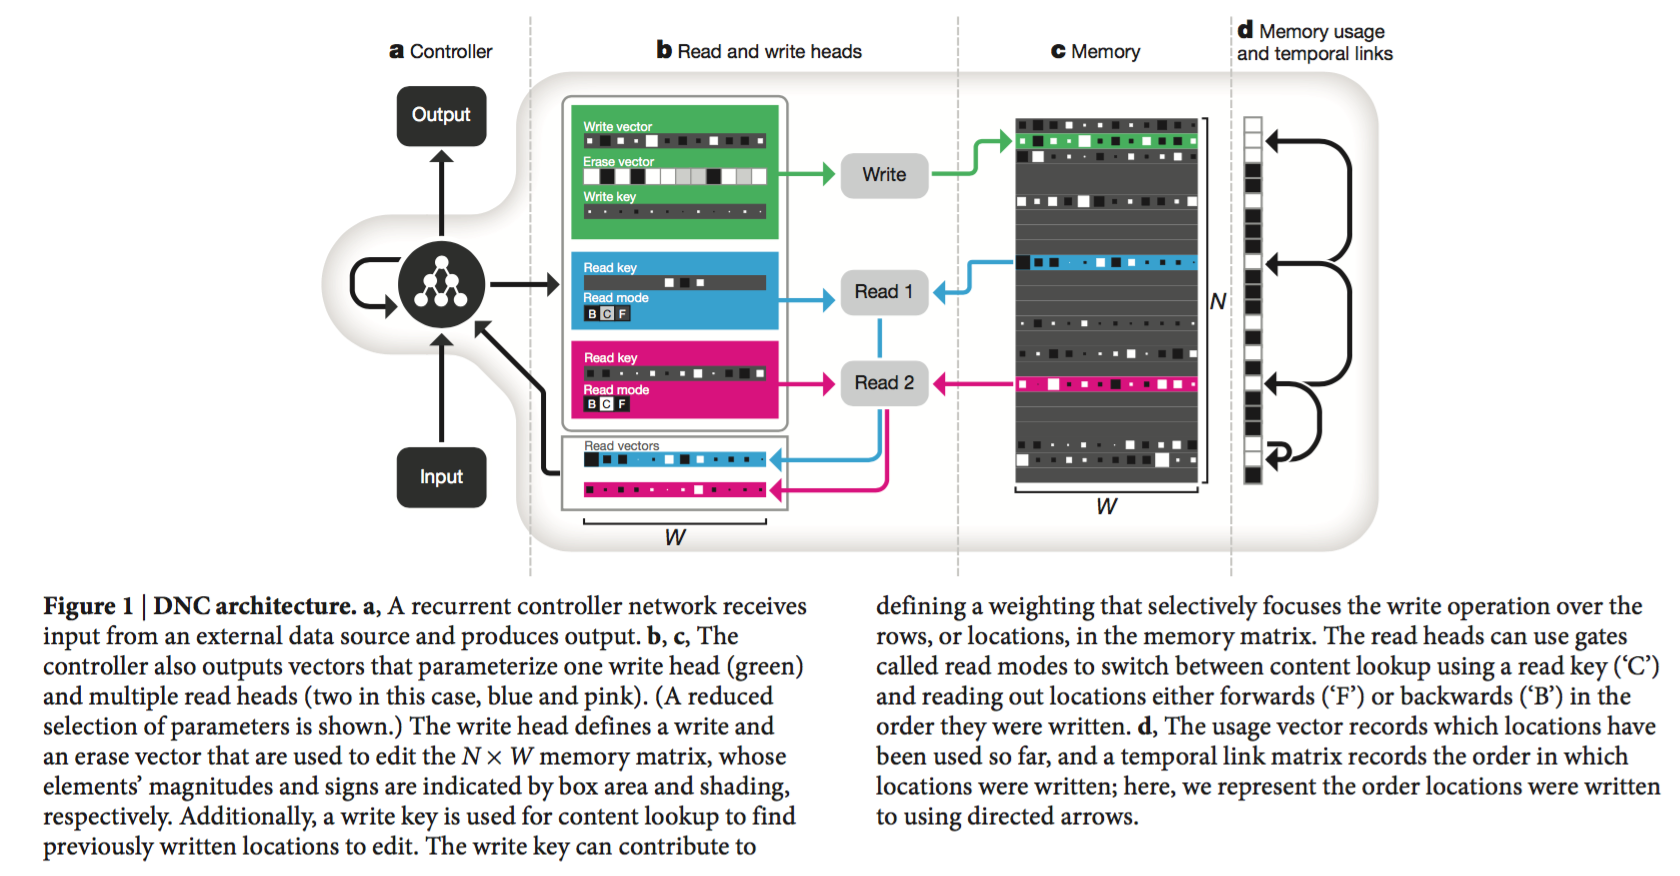 a Controller
b Read and write heads
c Memory
d Memory usage
and temporal links
Output
Input
Write vector
Erase vector
Write key
Read key
Read mode
B C F
Read key
Read mode
B C F
Read vectors
W
Write
Read 1
Read 2
N
W
Figure 1 | DNC architecture. a, A recurrent controller network receives
input from an external data source and produces output. b, c, The
controller also outputs vectors that parameterize one write head (green)
and multiple read heads (two in this case, blue and pink). (A reduced
selection of parameters is shown.) The write head defines a write and
an erase vector that are used to edit the N × W memory matrix, whose
elements’ magnitudes and signs are indicated by box area and shading,
respectively. Additionally, a write key is used for content lookup to find
previously written locations to edit. The write key can contribute to
defining a weighting that selectively focuses the write operation over the
rows, or locations, in the memory matrix. The read heads can use gates
called read modes to switch between content lookup using a read key (‘C’)
and reading out locations either forwards (‘F’) or backwards (‘B’) in the
order they were written. d, The usage vector records which locations have
been used so far, and a temporal link matrix records the order in which
locations were written; here, we represent the order locations were written
to using directed arrows.